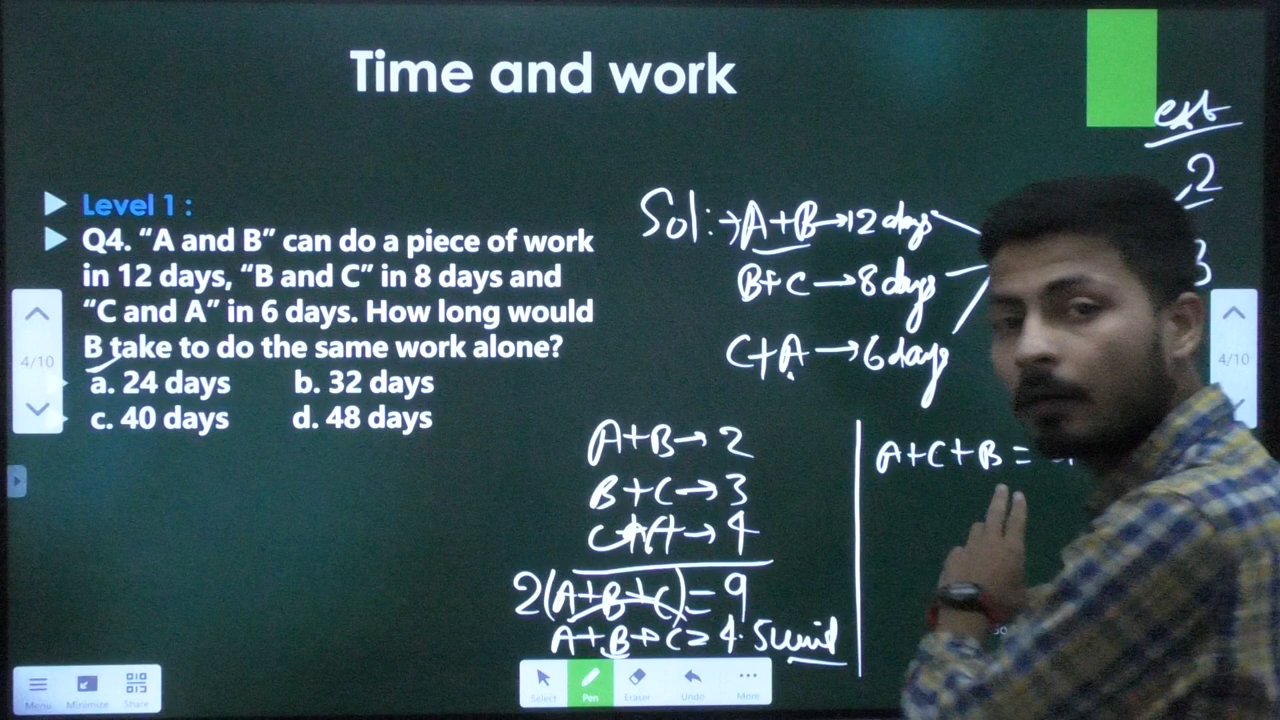 Time and work
Level 1 :
Q4. “A and B” can do a piece of work
in 12 days, “B and C” in 8 days and
“C and A” in 6 days. How long would
B take to do the same work alone?
a. 24 days b. 32 days
c. 40 days d. 48 days
4/10
Sol: → A+B → 12 days
B+C → 8 days
C+A → 6 days
A+B → 2
B+C → 3
C+A → 4
2(A+B+C) = 9
A+B+C = 4.5 unit
A+C+B =
2
3
4/10
Menu Minimize Share
Select Pen Eraser Undo More